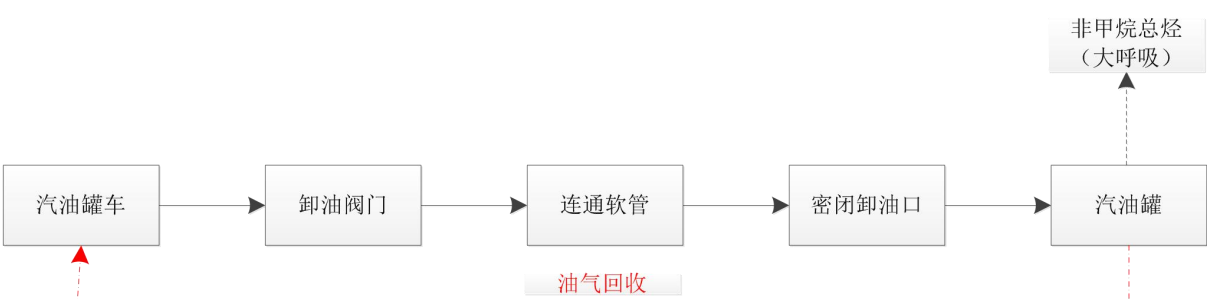 非甲烷总烃
（大呼吸）
汽油罐车
卸油阀门
连通软管
密闭卸油口
汽油罐
油气回收